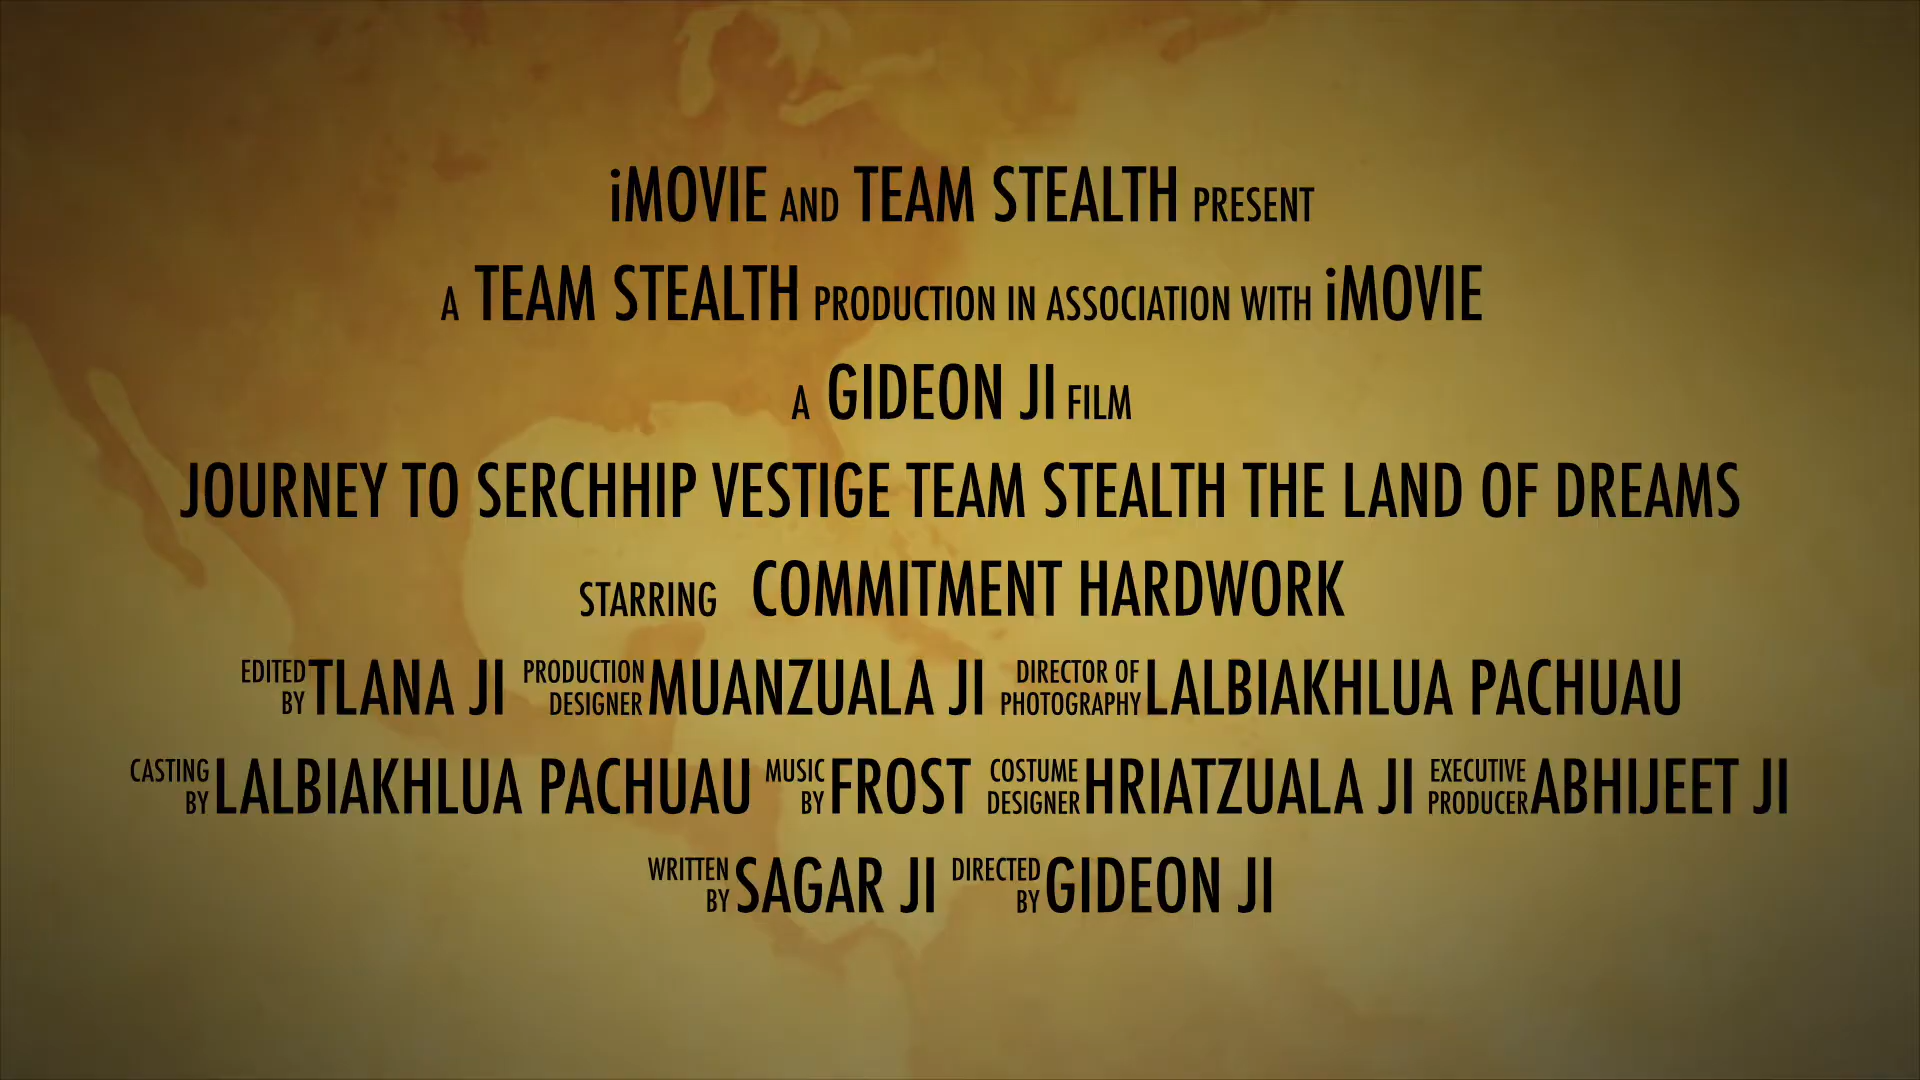 iMOVIE AND TEAM STEALTH PRESENT
A TEAM STEALTH PRODUCTION IN ASSOCIATION WITH iMOVIE
A GIDEON JI FILM
JOURNEY TO SERCHHIP VESTIGE TEAM STEALTH THE LAND OF DREAMS
STARRING COMMITMENT HARDWORK
EDITED BY TLANA JI PRODUCTION DESIGNER MUANZUALA JI DIRECTOR OF PHOTOGRAPHY LALBIAKHLUA PACHUAU
CASTING BY LALBIAKHLUA PACHUAU MUSIC BY FROST COSTUME DESIGNER HRIATZUALA JI EXECUTIVE PRODUCER ABHIJEET JI
WRITTEN BY SAGAR JI DIRECTED BY GIDEON JI